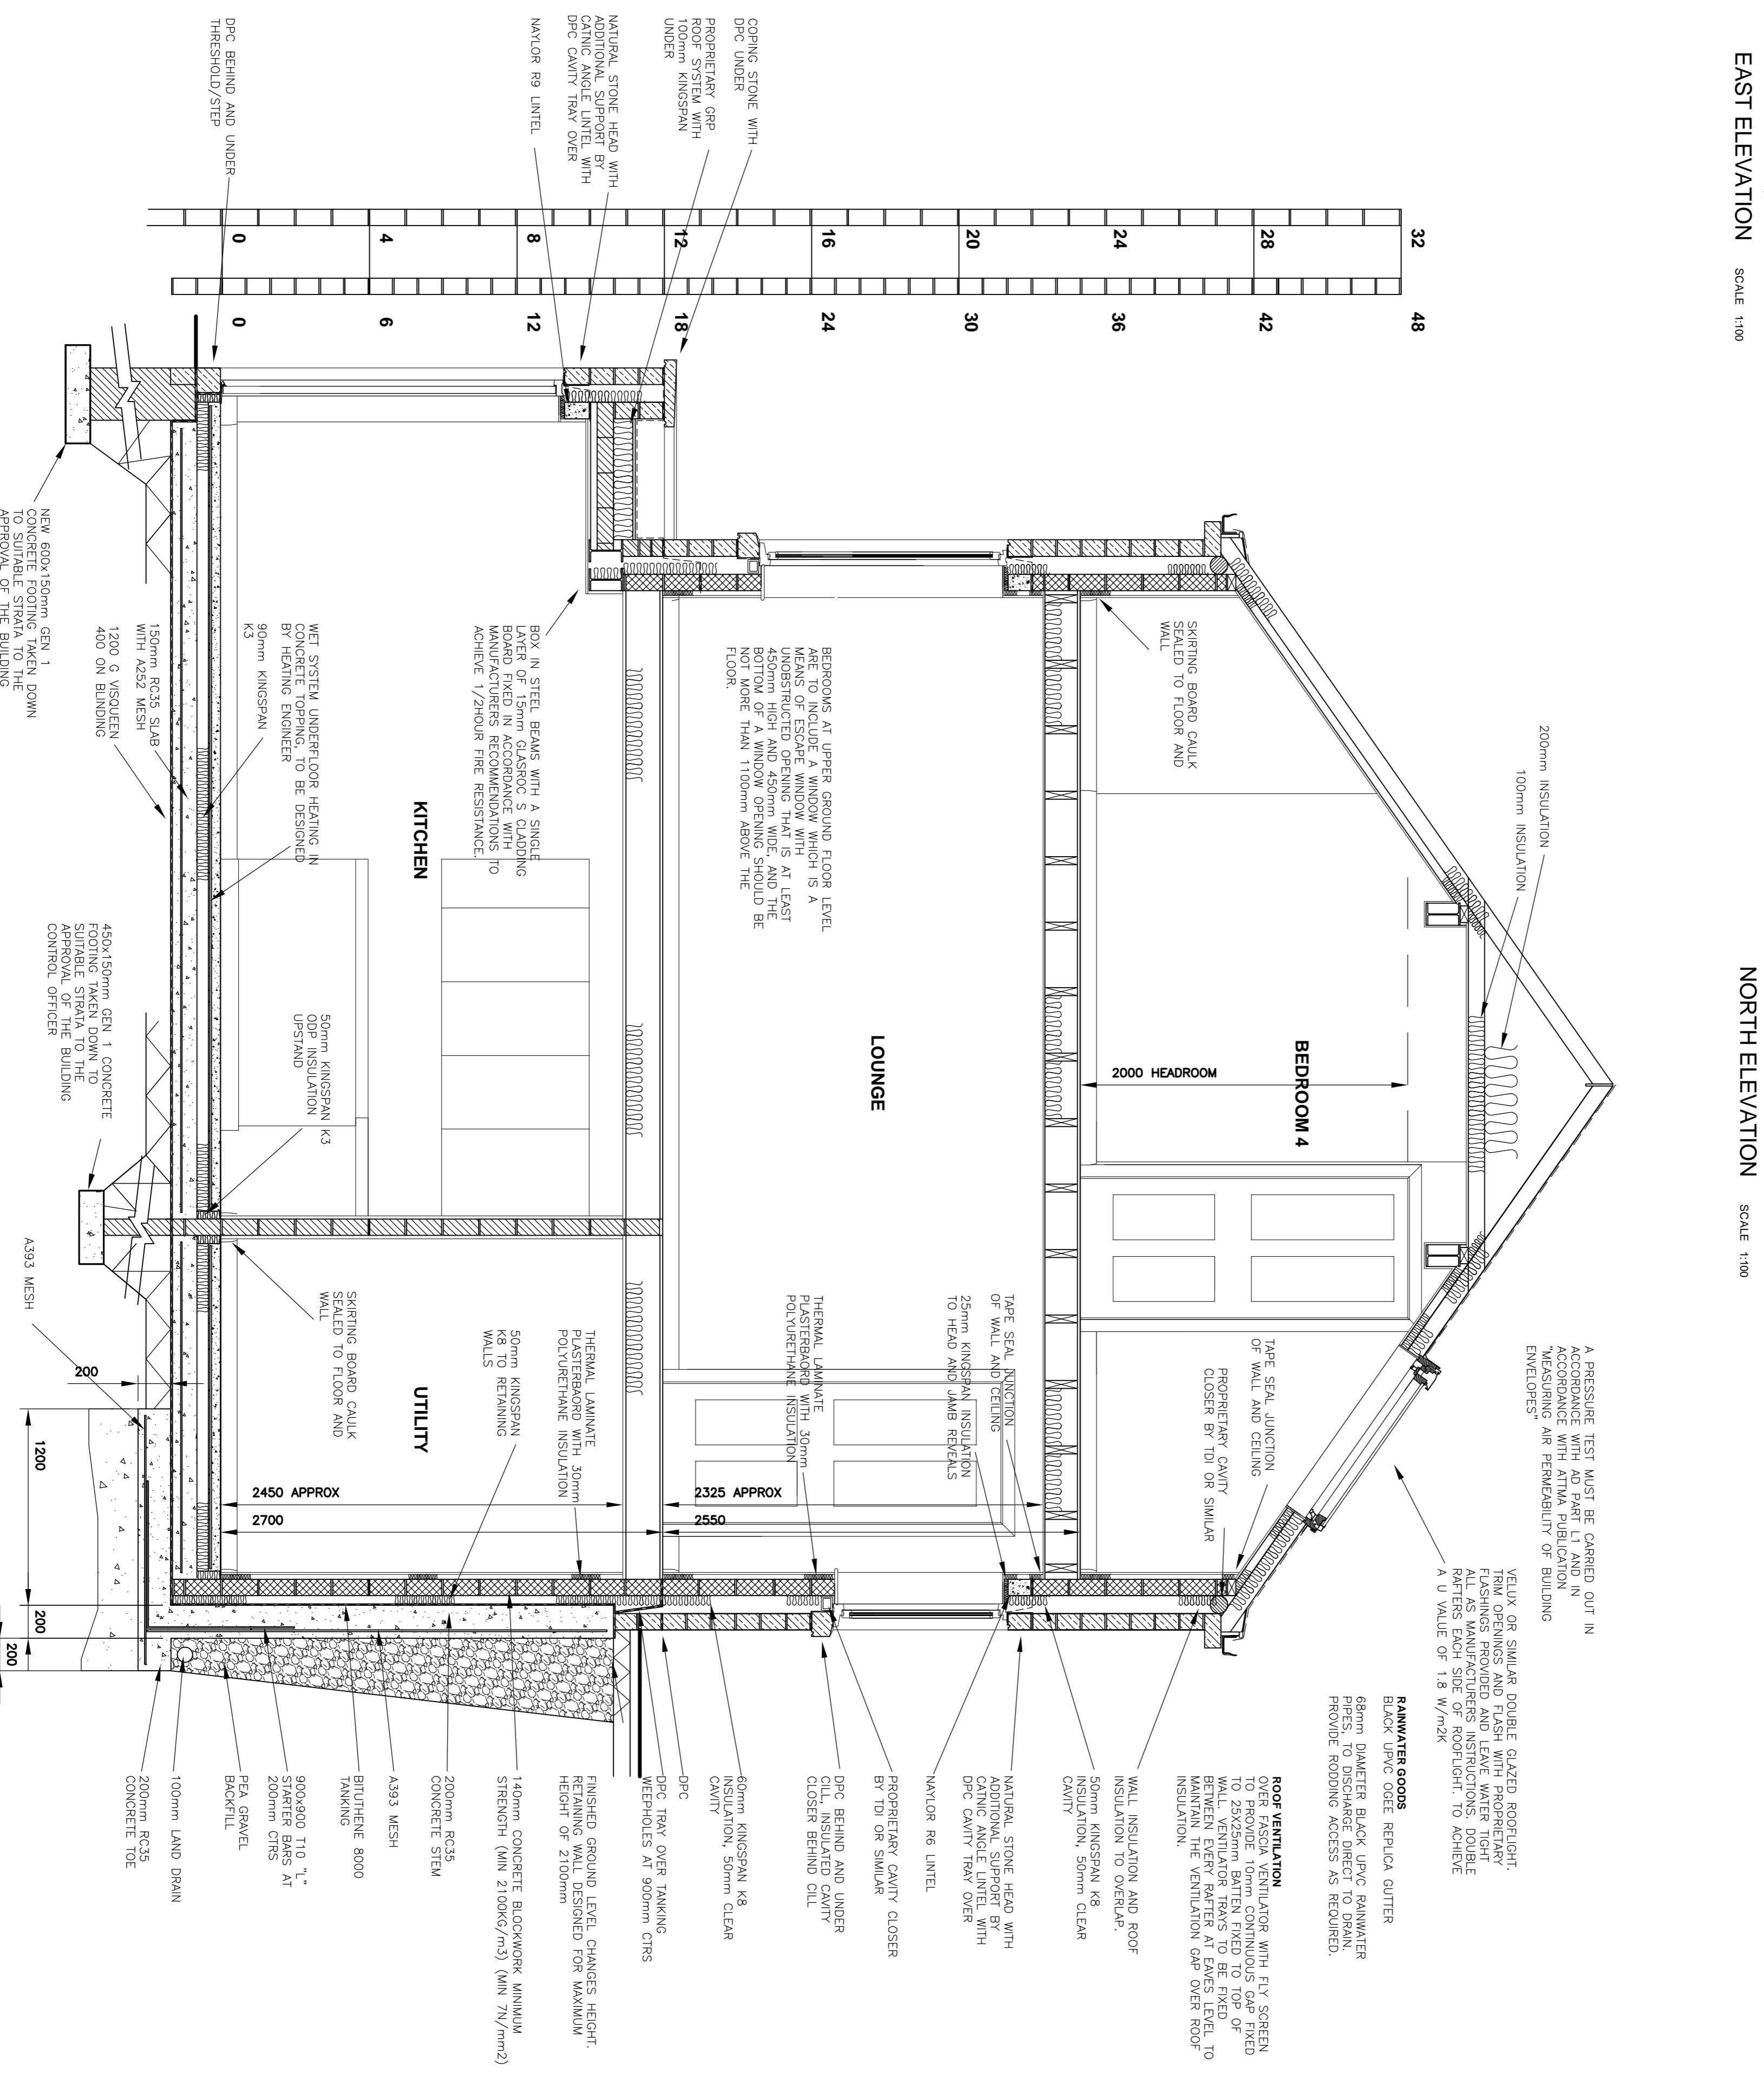 EAST ELEVATION SCALE 1:100
NORTH ELEVATION SCALE 1:100
COPING STONE WITH
DPC UNDER
PROPRIETARY GRP
ROOF SYSTEM WITH
100mm KINGSPAN
UNDER
NATURAL STONE HEAD WITH
ADDITIONAL SUPPORT BY
CATNIC ANGLE LINTEL WITH
DPC CAVITY TRAY OVER
NAYLOR R9 LINTEL
DPC BEHIND AND UNDER
THRESHOLD/STEP
32
28
24
20
16
12
8
4
0
48
42
36
30
24
18
12
6
0
200mm INSULATION
100mm INSULATION
SKIRTING BOARD CAULK
SEALED TO FLOOR AND
WALL
BEDROOM 4
2000 HEADROOM
BEDROOMS AT UPPER GROUND FLOOR LEVEL
ARE TO INCLUDE A WINDOW WHICH IS A
MEANS OF ESCAPE WINDOW WITH
UNOBSTRUCTED OPENING THAT IS AT LEAST
450mm HIGH AND 450mm WIDE, AND THE
BOTTOM OF A WINDOW OPENING SHOULD BE
NOT MORE THAN 1100mm ABOVE THE
FLOOR.
LOUNGE
BOX IN STEEL BEAMS WITH A SINGLE
LAYER OF 15mm GLASROC S CLADDING
BOARD FIXED IN ACCORDANCE WITH
MANUFACTURERS RECOMMENDATIONS TO
ACHIEVE 1/2HOUR FIRE RESISTANCE.
KITCHEN
WET SYSTEM UNDERFLOOR HEATING IN
CONCRETE TOPPING, TO BE DESIGNED
BY HEATING ENGINEER
90mm KINGSPAN
K3
150mm RC35 SLAB
WITH A252 MESH
1200 G VISQUEEN
400 ON BLINDING
NEW 600x150mm GEN 1
CONCRETE FOOTING TAKEN DOWN
TO SUITABLE STRATA TO THE
APPROVAL OF THE BUILDING
50mm KINGSPAN K3
ODP INSULATION
UPSTAND
450x150mm GEN 1 CONCRETE
FOOTING TAKEN DOWN TO
SUITABLE STRATA TO THE
APPROVAL OF THE BUILDING
CONTROL OFFICER
A PRESSURE TEST MUST BE CARRIED OUT IN
ACCORDANCE WITH AD PART L1 AND IN
ACCORDANCE WITH ATTMA PUBLICATION
"MEASURING AIR PERMEABILITY OF BUILDING
ENVELOPES"
TAPE SEAL JUNCTION
OF WALL AND CEILING
PROPRIETARY CAVITY
CLOSER BY TDI OR SIMILAR
TAPE SEAL JUNCTION
OF WALL AND CEILING
25mm KINGSPAN INSULATION
TO HEAD AND JAMB REVEALS
THERMAL LAMINATE
PLASTERBAORD WITH 30mm
POLYURETHANE INSULATION
2325 APPROX
2550
THERMAL LAMINATE
PLASTERBAORD WITH 30mm
POLYURETHANE INSULATION
50mm KINGSPAN
K8 TO RETAINING
WALLS
UTILITY
2450 APPROX
2700
SKIRTING BOARD CAULK
SEALED TO FLOOR AND
WALL
A393 MESH
200
1200
200
200
VELUX OR SIMILAR DOUBLE GLAZED ROOFLIGHT.
TRIM OPENINGS AND FLASH WITH PROPRIETARY
FLASHINGS PROVIDED AND LEAVE WATER TIGHT
ALL AS MANUFACTURERS INSTRUCTIONS. DOUBLE
RAFTERS EACH SIDE OF ROOFLIGHT. TO ACHIEVE
A U VALUE OF 1.8 W/m2K
RAINWATER GOODS
BLACK UPVC OGEE REPLICA GUTTER
68mm DIAMETER BLACK UPVC RAINWATER
PIPES, TO DISCHARGE DIRECT TO DRAIN.
PROVIDE RODDING ACCESS AS REQUIRED.
ROOF VENTILATION
OVER FASCIA VENTILATOR WITH FLY SCREEN
TO PROVIDE 10mm CONTINUOUS GAP FIXED
TO 25X25mm BATTEN FIXED TO TOP OF
WALL. VENTILATOR TRAYS TO BE FIXED
BETWEEN EVERY RAFTER AT EAVES LEVEL TO
MAINTAIN THE VENTILATION GAP OVER ROOF
INSULATION.
WALL INSULATION AND ROOF
INSULATION TO OVERLAP.
50mm KINGSPAN K8
INSULATION, 50mm CLEAR
CAVITY
NATURAL STONE HEAD WITH
ADDITIONAL SUPPORT BY
CATNIC ANGLE LINTEL WITH
DPC CAVITY TRAY OVER
NAYLOR R6 LINTEL
PROPRIETARY CAVITY CLOSER
BY TDI OR SIMILAR
DPC BEHIND AND UNDER
CILL, INSULATED CAVITY
CLOSER BEHIND CILL
60mm KINGSPAN K8
INSULATION, 50mm CLEAR
CAVITY
DPC
DPC TRAY OVER TANKING
WEEPHOLES AT 900mm CTRS
FINISHED GROUND LEVEL CHANGES HEIGHT.
RETAINING WALL DESIGNED FOR MAXIMUM
HEIGHT OF 2100mm
140mm CONCRETE BLOCKWORK MINIMUM
STRENGTH (MIN 2100KG/m3) (MIN 7N/mm2)
200mm RC35
CONCRETE STEM
A393 MESH
BITUTHENE 8000
TANKING
900x900 T10 "L"
STARTER BARS AT
200mm CTRS
PEA GRAVEL
BACKFILL
100mm LAND DRAIN
200mm RC35
CONCRETE TOE